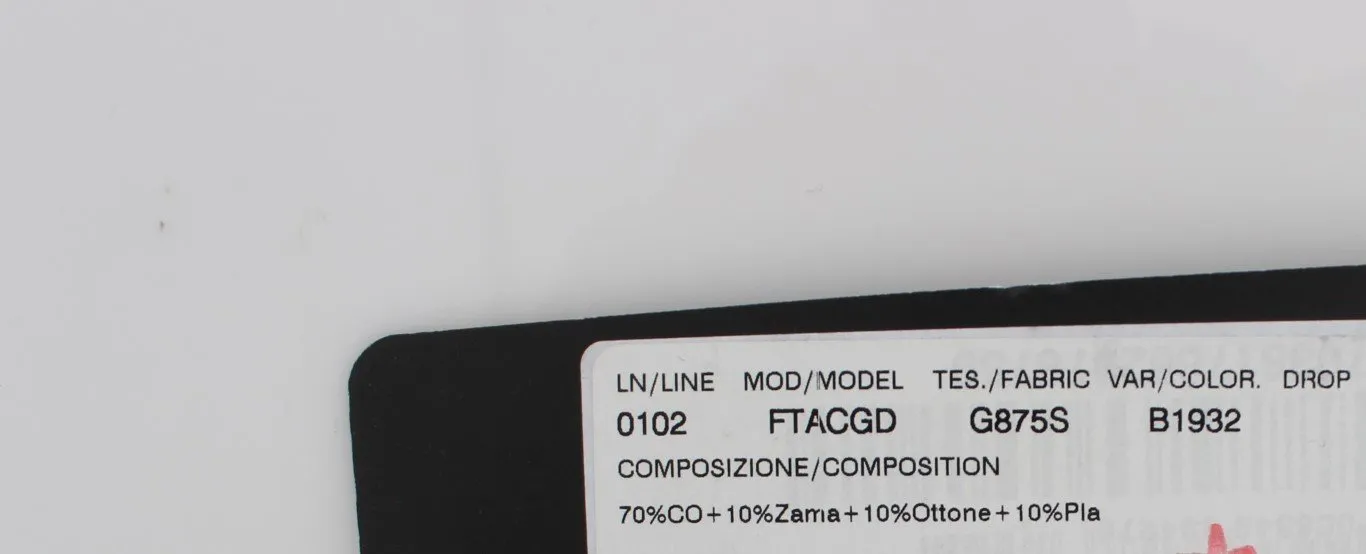 LN/LINE MOD/MODEL TES./FABRIC VAR/COLOR. DROP
0102 FTACGD G875S B1932
COMPOSIZIONE/COMPOSITION
70%CO+10%Zama+10%Ottone+10%Pla